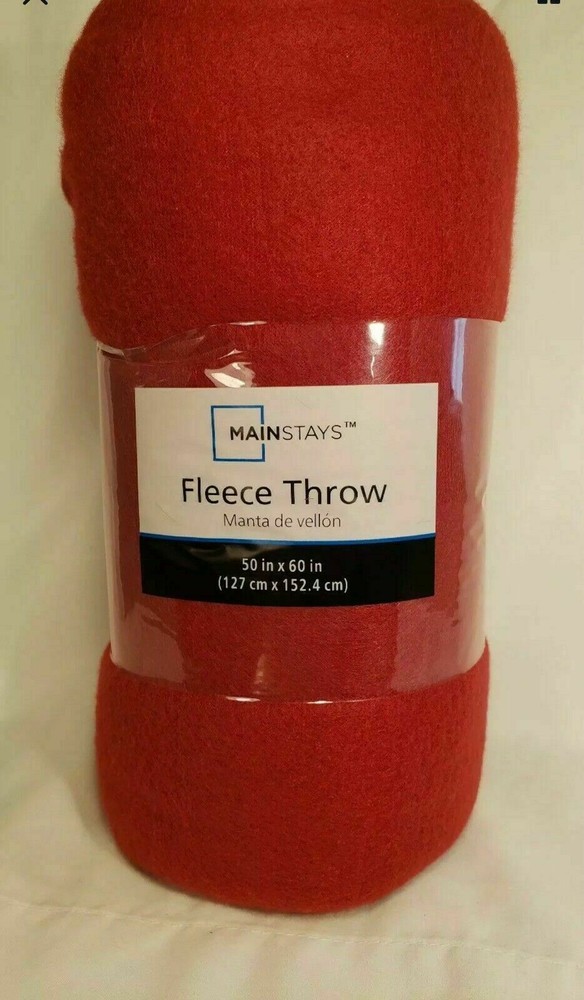 MAINSTAYS™
Fleece Throw
Manta de vellón
50 in x 60 in
(127 cm x 152.4 cm)